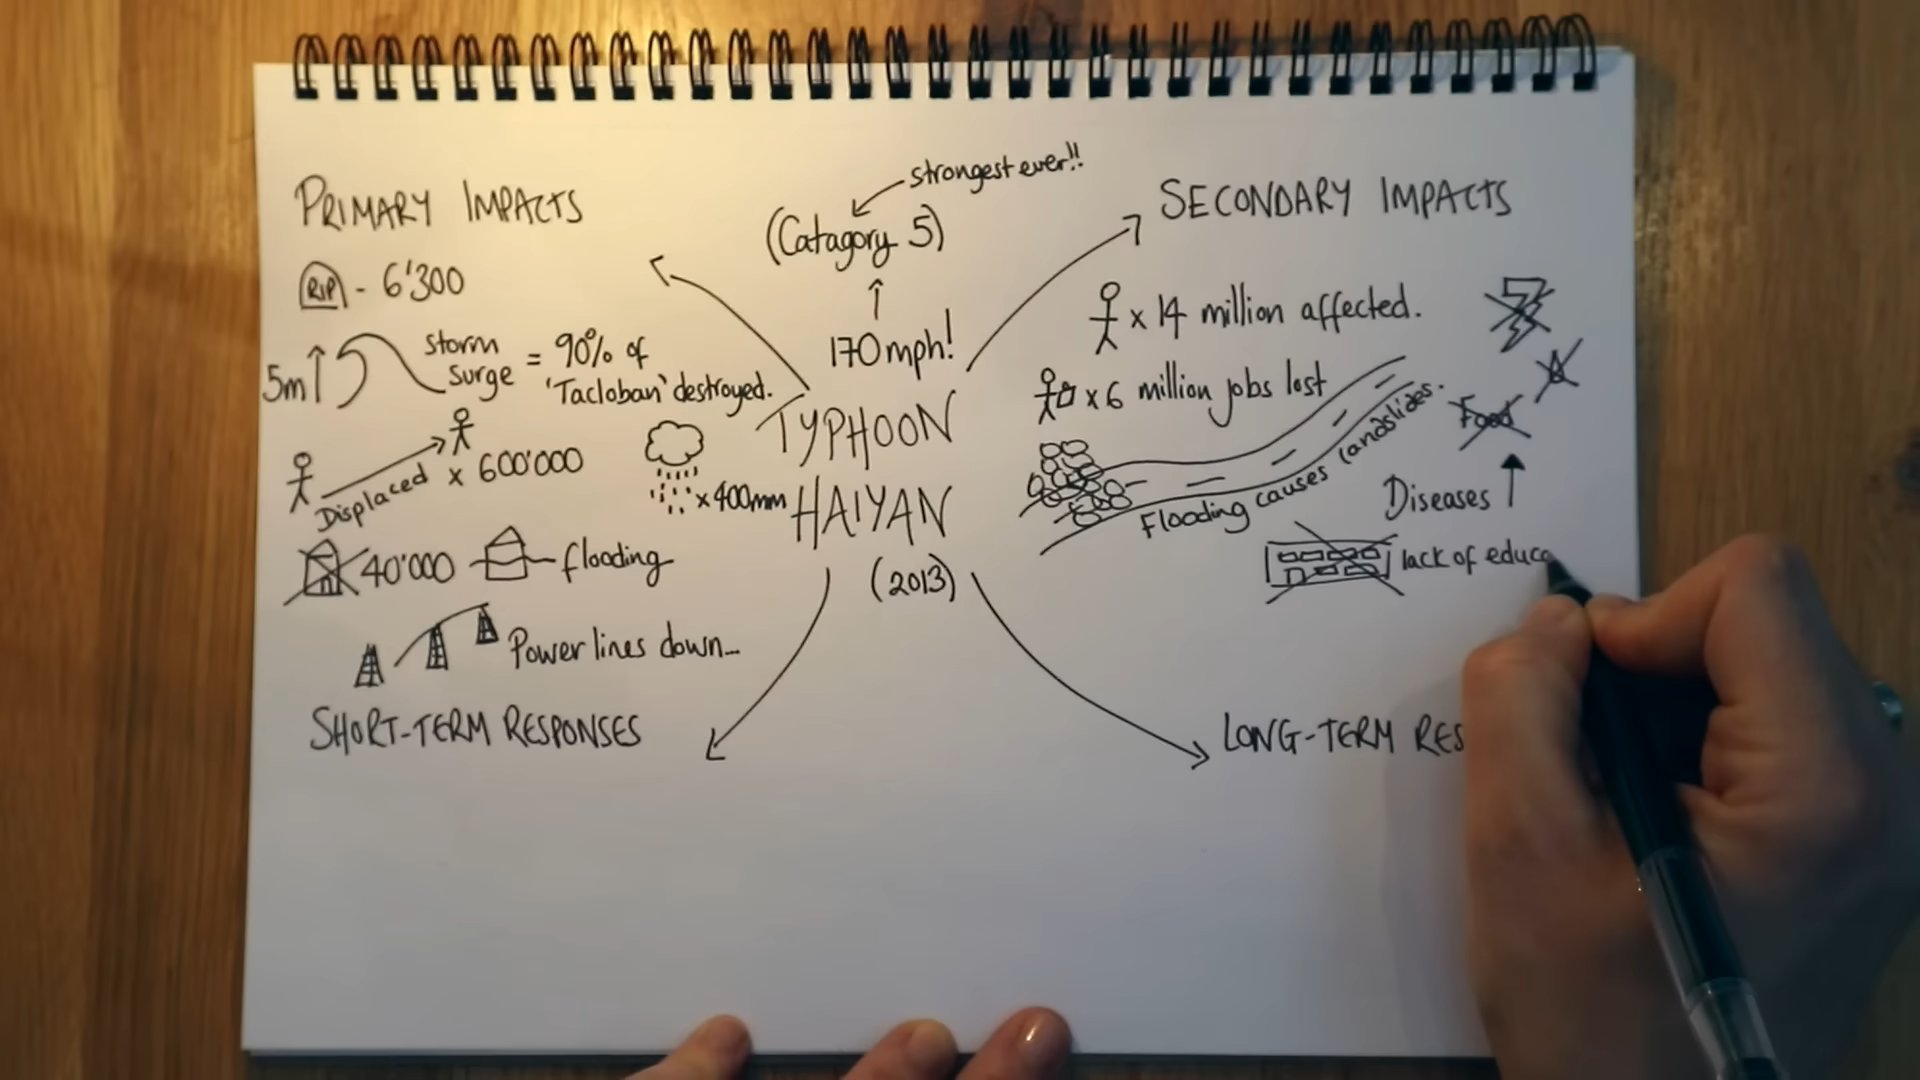 PRIMARY IMPACTS
RIP - 6'300
5m
storm
surge
= 90% of
'Tacloban' destroyed.
Displaced x 600'000
x 400mm
40'000
flooding
Power lines down...
SHORT-TERM RESPONSES
strongest ever!!
(Catagory 5)
170mph!
TYPHOON
HAIYAN
(2013)
SECONDARY IMPACTS
x 14 million affected.
x 6 million jobs lost
Flooding causes landslides.
Food
Diseases
lack of educa
LONG-TERM RES